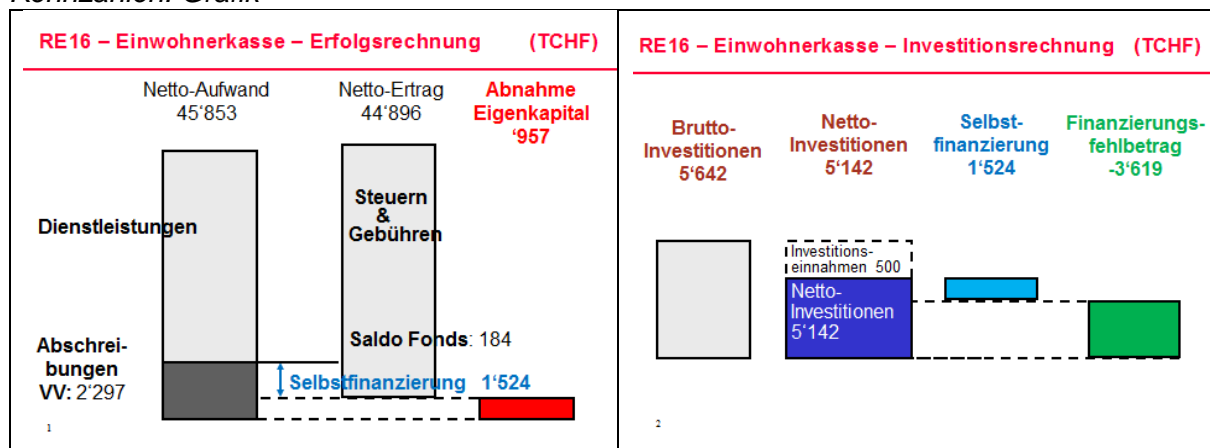 Kennzahlen: Grafik
RE16 – Einwohnerkasse – Erfolgsrechnung (TCHF)
Netto-Aufwand
45‘853
Netto-Ertrag
44‘896
Abnahme
Eigenkapital
‘957
Dienstleistungen
Steuern
&
Gebühren
Saldo Fonds: 184
Abschrei-
bungen
VV: 2‘297
Selbstfinanzierung 1‘524
1
RE16 – Einwohnerkasse – Investitionsrechnung (TCHF)
Brutto-
Investitionen
5‘642
Netto-
Investitionen
5‘142
Selbst-
finanzierung
1‘524
Finanzierungs-
fehlbetrag
-3‘619
Investitions-
einnahmen 500
Netto-
Investitionen
5‘142
2